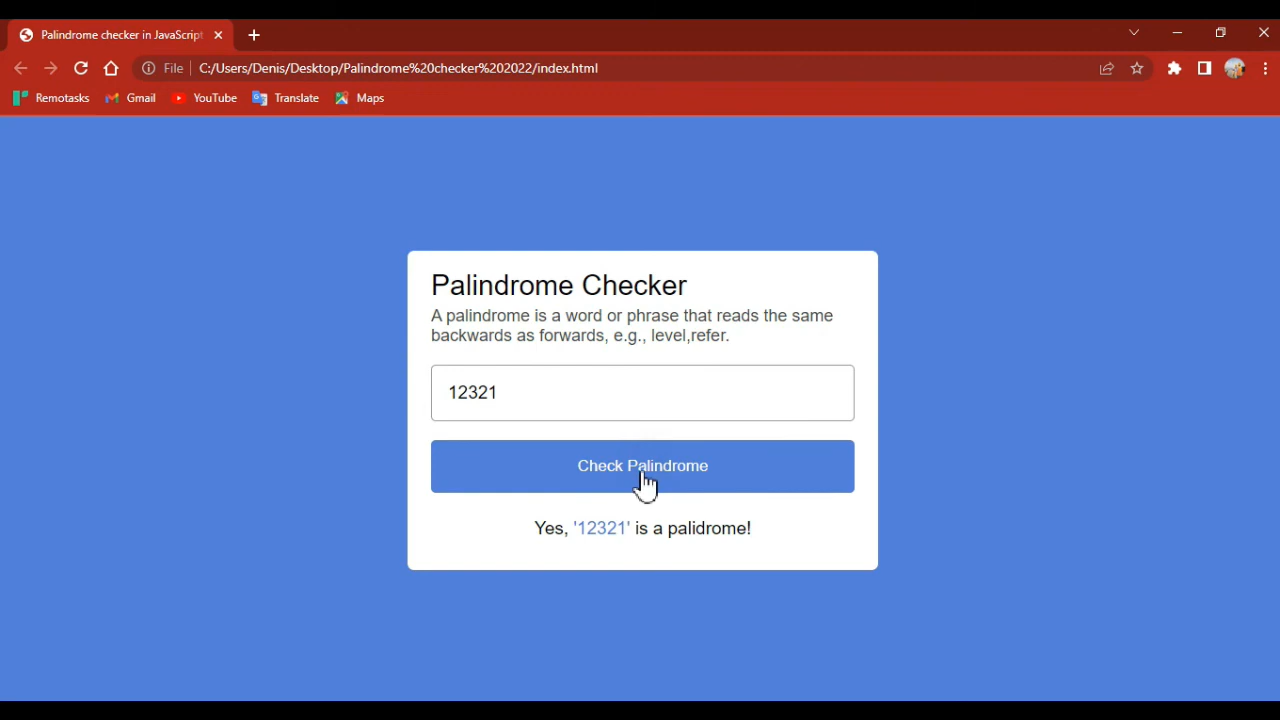 Palindrome checker in JavaScript
File C:/Users/Denis/Desktop/Palindrome%20checker%202022/index.html
Remotasks Gmail YouTube Translate Maps
Palindrome Checker
A palindrome is a word or phrase that reads the same
backwards as forwards, e.g., level,refer.
12321
Check Palindrome
Yes, '12321' is a palidrome!